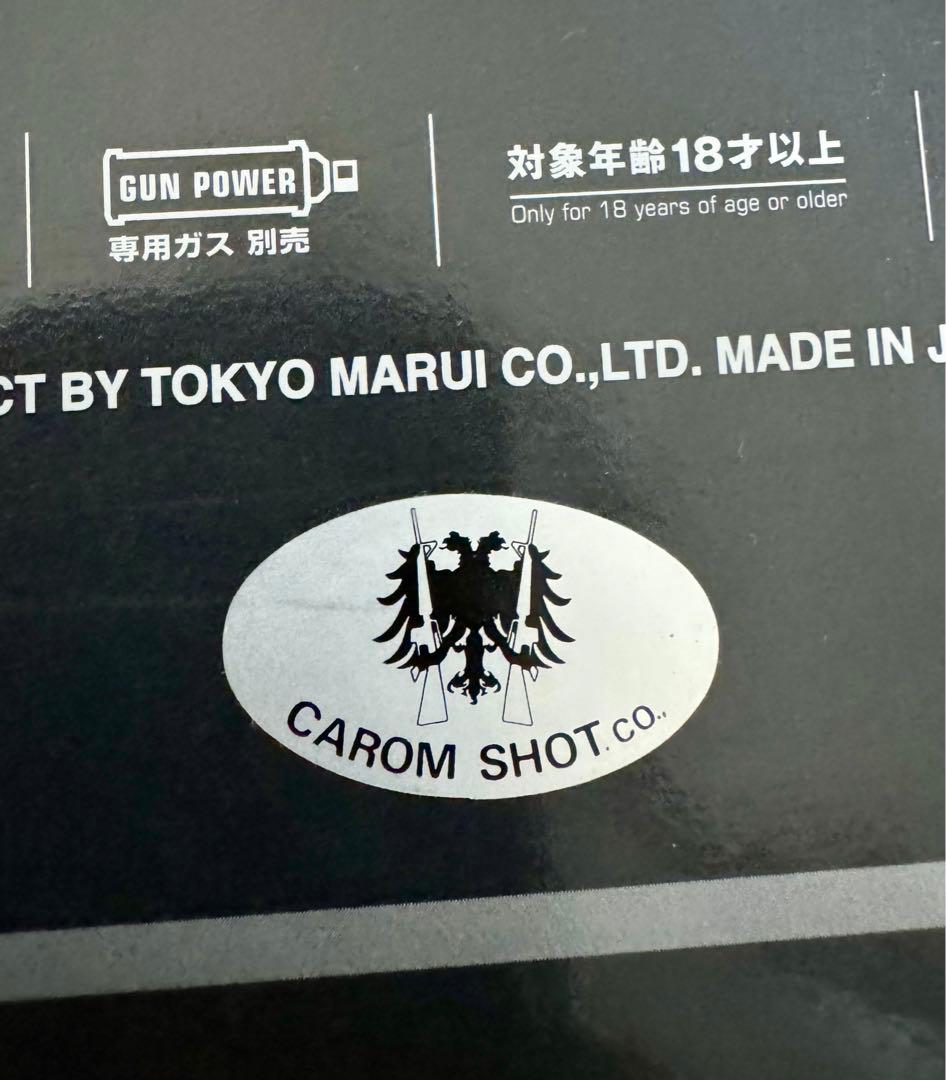 GUN POWER
専用ガス 別売
対象年齢18才以上
Only for 18 years of age or older
CT BY TOKYO MARUI CO.,LTD. MADE IN J
CAROM SHOT. CO.,